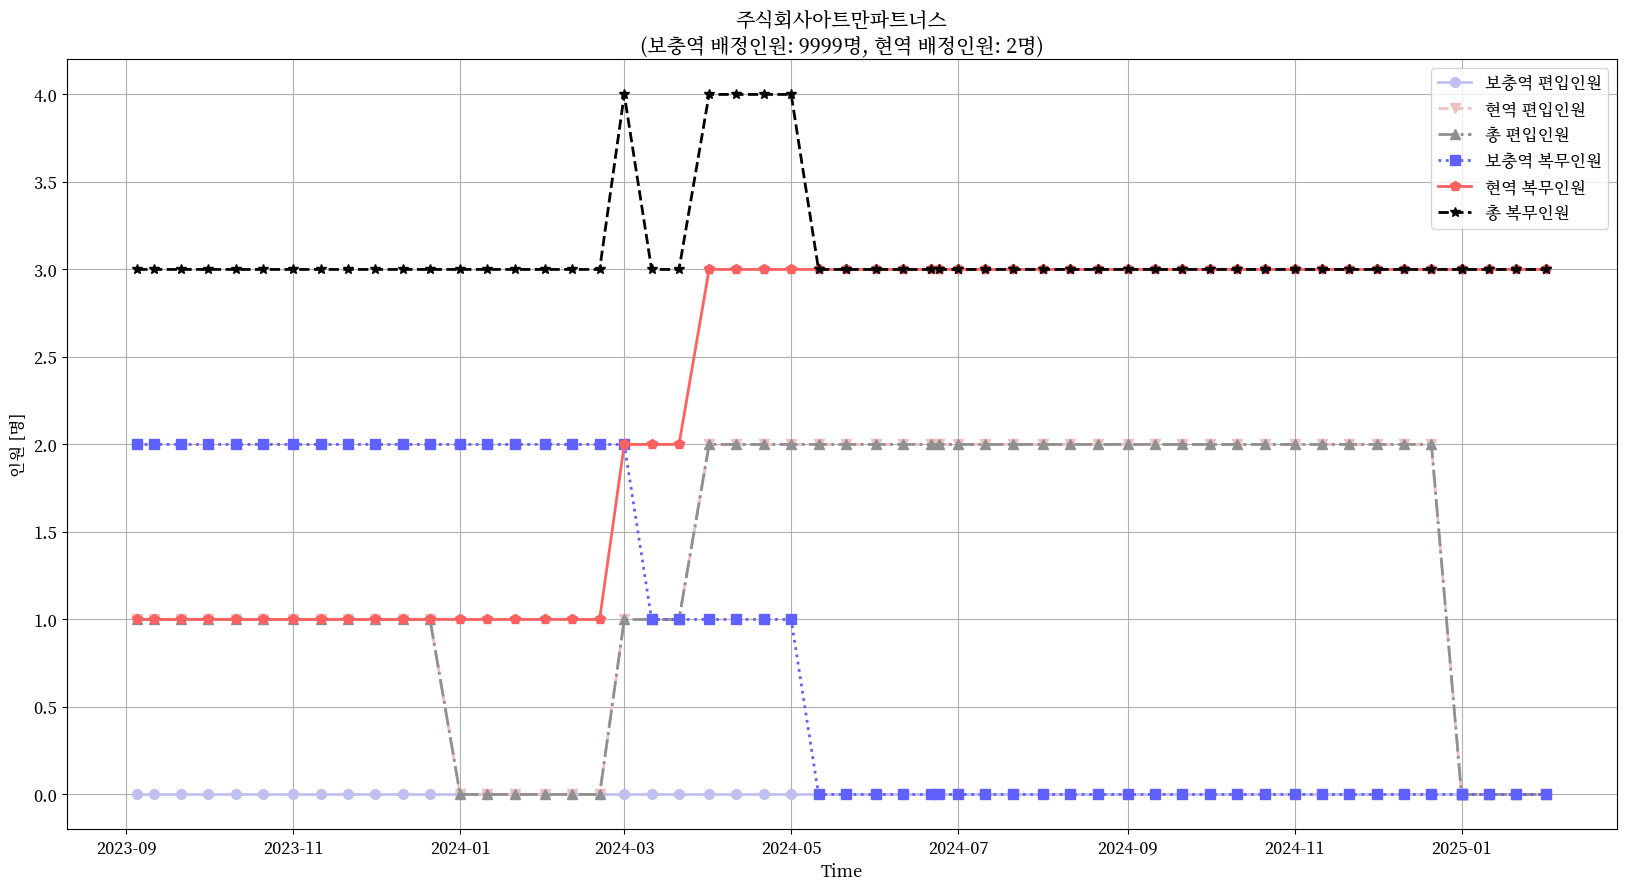 주식회사아트만파트너스
(보충역 배정인원: 9999명, 현역 배정인원: 2명)
보충역 편입인원
현역 편입인원
총 편입인원
보충역 복무인원
현역 복무인원
총 복무인원
인원 [명]
4.0
3.5
3.0
2.5
2.0
1.5
1.0
0.5
0.0
2023-09
2023-11
2024-01
2024-03
2024-05
2024-07
2024-09
2024-11
2025-01
Time